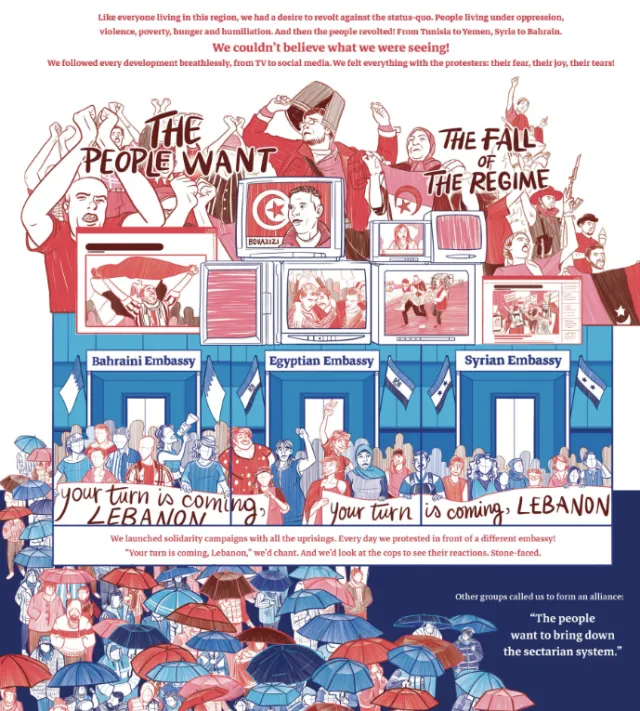 Like everyone living in this region, we had a desire to revolt against the status-quo. People living under oppression,
violence, poverty, hunger and humiliation. And then the people revolted! From Tunisia to Yemen, Syria to Bahrain.
We couldn't believe what we were seeing!
We followed every development breathlessly, from TV to social media. We felt everything with the protesters: their fear, their joy, their tears!
THE
PEOPLE WANT
THE FALL
OF
THE REGIME
BOUAZIZI
Bahraini Embassy
Egyptian Embassy
Syrian Embassy
your turn is coming,
LEBANON
your turn is coming, LEBANON
We launched solidarity campaigns with all the uprisings. Every day we protested in front of a different embassy!
"Your turn is coming, Lebanon," we'd chant. And we'd look at the cops to see their reactions. Stone-faced.
Other groups called us to form an alliance:
"The people
want to bring down
the sectarian system."